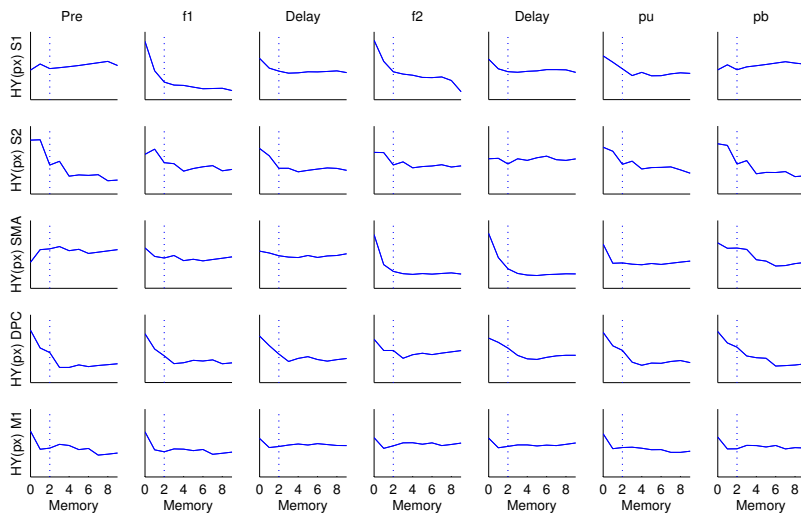 Pre f1 Delay f2 Delay pu pb
HY(px) S1
HY(px) S2
HY(px) SMA
HY(px) DPC
HY(px) M1
0 2 4 6 8 0 2 4 6 8 0 2 4 6 8 0 2 4 6 8 0 2 4 6 8 0 2 4 6 8 0 2 4 6 8
Memory Memory Memory Memory Memory Memory Memory